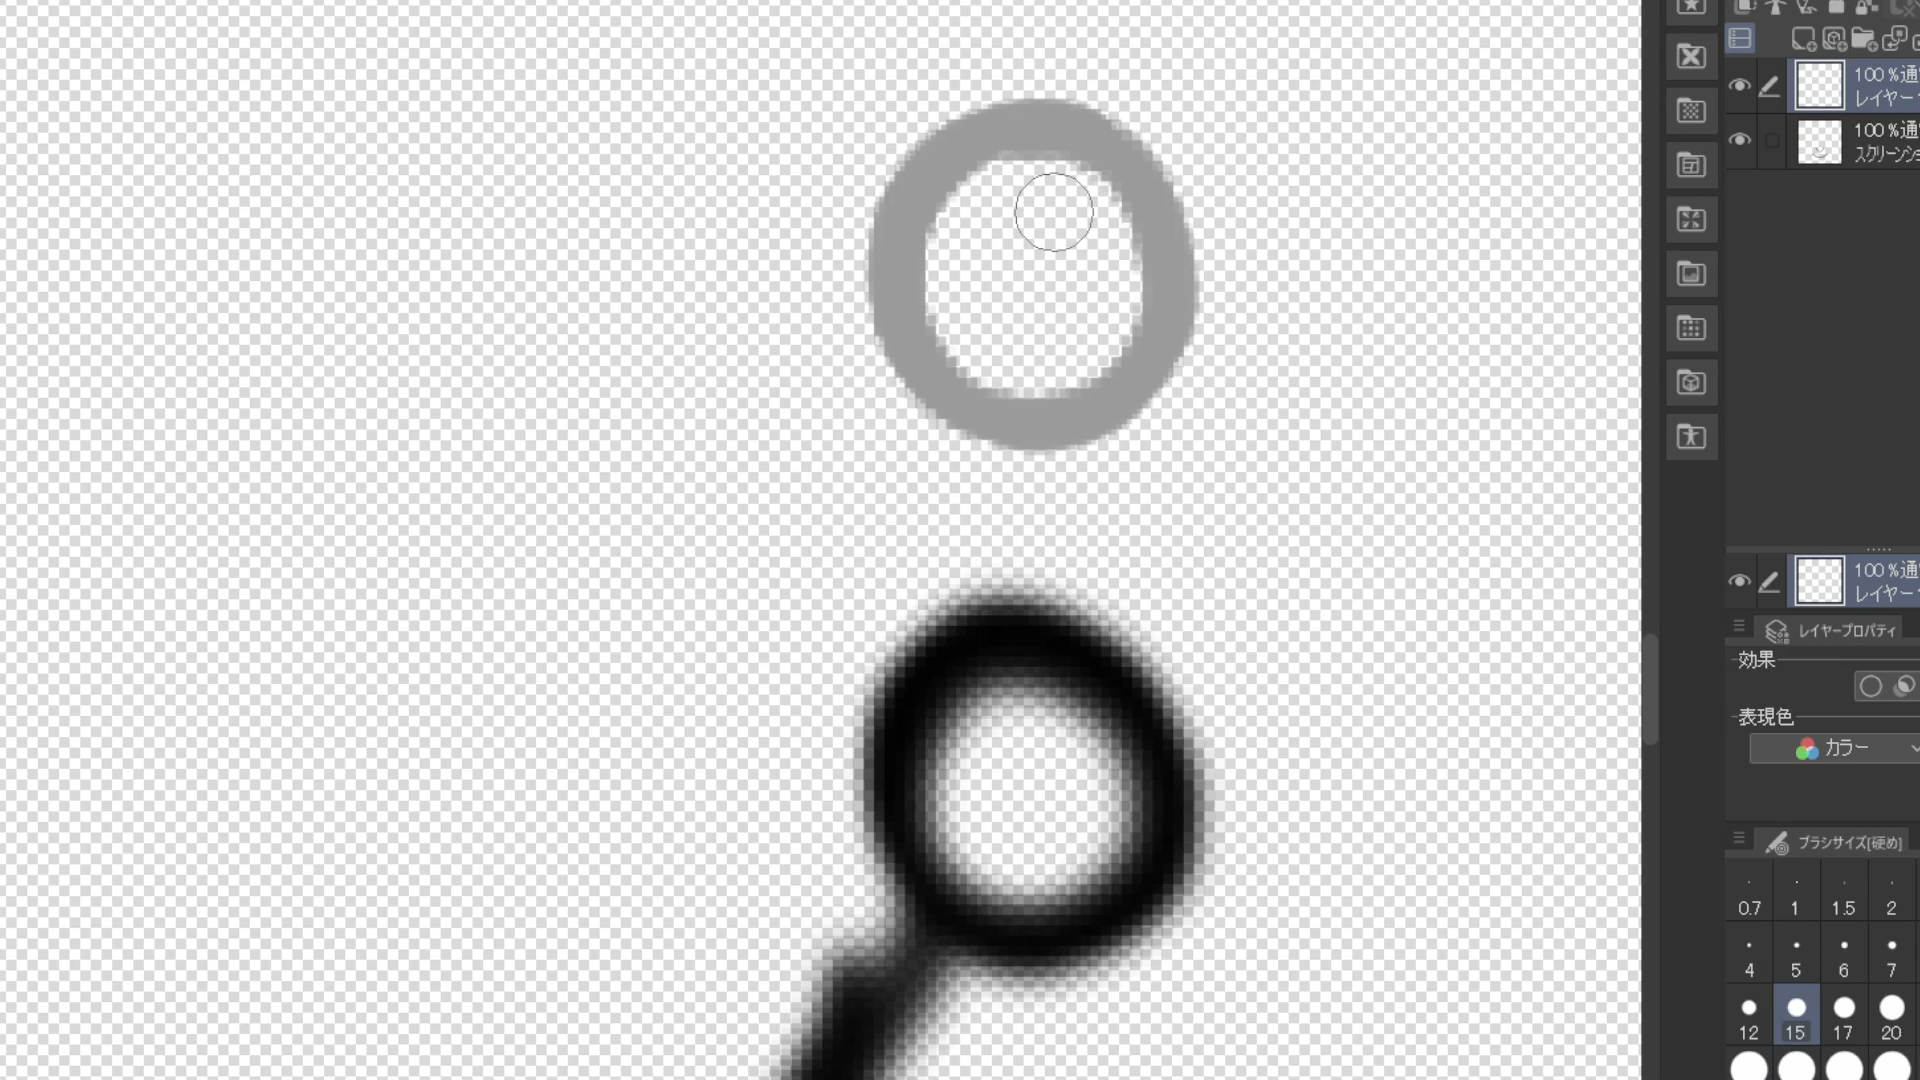 100 %通
レイヤー
100 %通
スクリーンシ
100 %通
レイヤー
レイヤープロパティ
効果
表現色
カラー
ブラシサイズ[硬め]
0.7 1 1.5 2
4 5 6 7
12 15 17 20